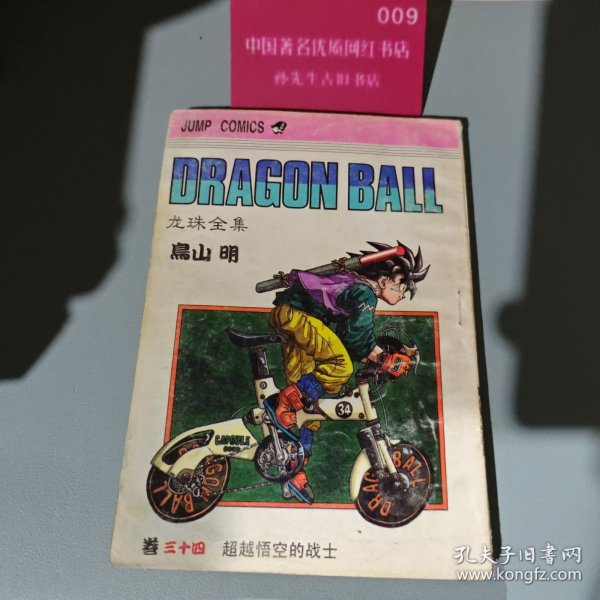 009
中国著名优质网红书店
孙先生古旧书店
JUMP COMICS
DRAGON BALL
龙珠全集
鳥山 明
34
CAPSULE
DRAGON BALL
DRAGON BALL
卷三十四 超越悟空的战士
孔夫子旧书网
www.kongfz.com